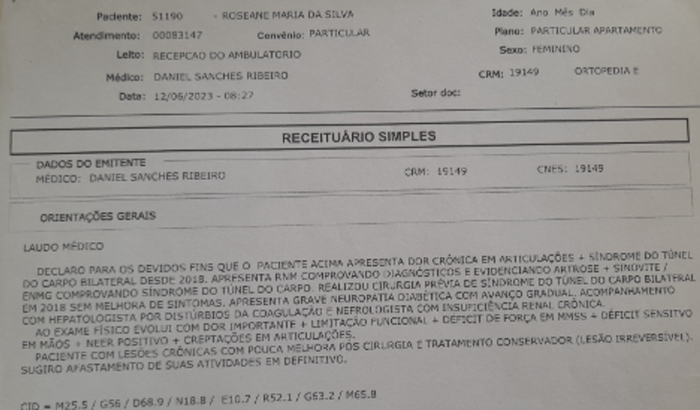 Paciente: 51190 - ROSEANE MARIA DA SILVA Idade: Ano Mês Dia
Atendimento: 00083147 Convênio: PARTICULAR Plano: PARTICULAR APARTAMENTO
Leito: RECEPCAO DO AMBULATORIO Sexo: FEMININO
Médico: DANIEL SANCHES RIBEIRO CRM: 19149 ORTOPEDIA E
Data: 12/06/2023 - 08:27 Setor doc:
RECEITUÁRIO SIMPLES
DADOS DO EMITENTE
MÉDICO: DANIEL SANCHES RIBEIRO CRM: 19149 CNES: 19149
ORIENTAÇÕES GERAIS
LAUDO MÉDICO
DECLARO PARA OS DEVIDOS FINS QUE O PACIENTE ACIMA APRESENTA DOR CRÔNICA EM ARTICULAÇÕES + SÍNDROME DO TÚNEL
DO CARPO BILATERAL DESDE 2018. APRESENTA RNM COMPROVANDO DIAGNÓSTICOS E EVIDENCIANDO ARTROSE + SINOVITE /
ENMG COMPROVANDO SÍNDROME DO TÚNEL DO CARPO. REALIZOU CIRURGIA PRÉVIA DE SÍNDROME DO TÚNEL DO CARPO BILATERAL
EM 2018 SEM MELHORA DE SINTOMAS. APRESENTA GRAVE NEUROPATIA DIABÉTICA COM AVANÇO GRADUAL. ACOMPANHAMENTO
COM HEPATOLOGISTA POR DISTÚRBIOS DA COAGULAÇÃO E NEFROLOGISTA COM INSUFICIÊNCIA RENAL CRÔNICA.
AO EXAME FÍSICO EVOLUI COM DOR IMPORTANTE + LIMITAÇÃO FUNCIONAL + DÉFICIT DE FORÇA EM MMSS + DÉFICIT SENSITVO
EM MÃOS + NEER POSITIVO + CREPTAÇÕES EM ARTICULAÇÕES.
PACIENTE COM LESÕES CRÔNICAS COM POUCA MELHORA PÓS CIRURGIA E TRATAMENTO CONSERVADOR (LESÃO IRREVERSÍVEL).
SUGIRO AFASTAMENTO DE SUAS ATIVIDADES EM DEFINITIVO.
CID = M25.5 / G56 / D68.9 / N18.8 / E10.7 / R52.1 / G63.2 / M65.8